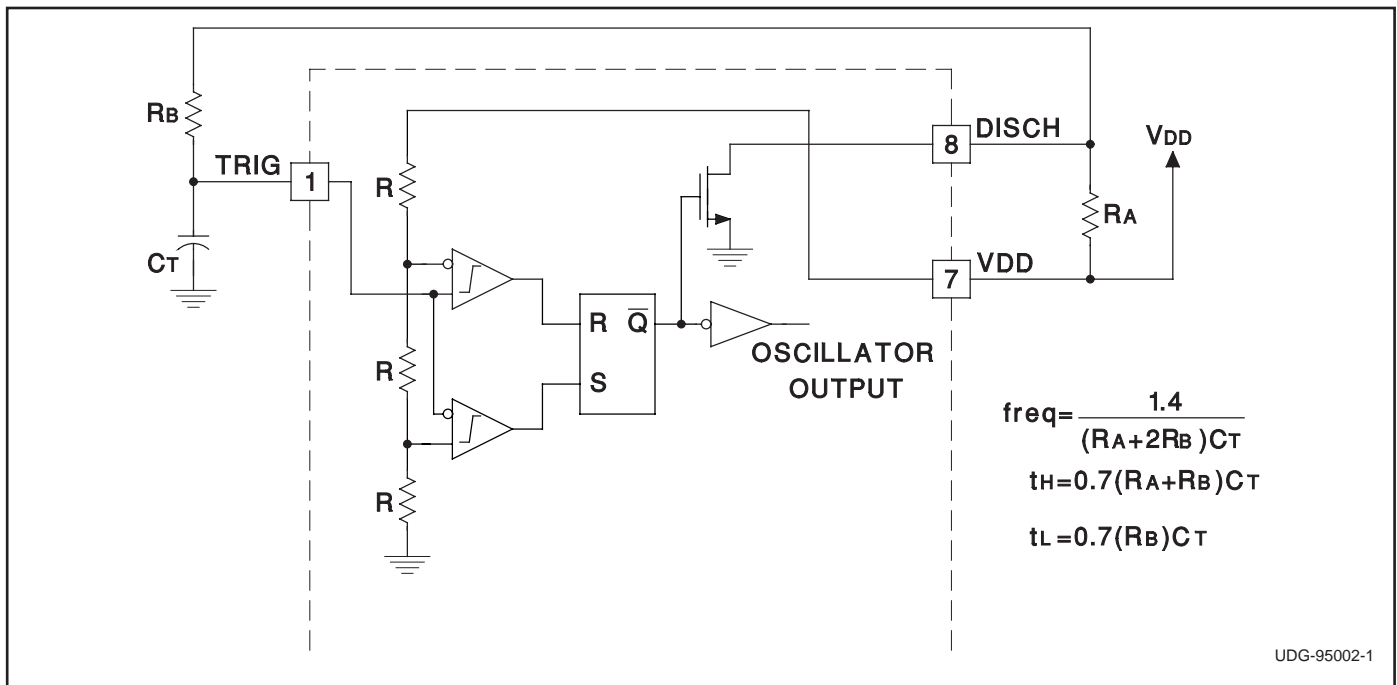 RB
TRIG
1
CT
R
R
R
R Q̅
S
8
DISCH
VDD
RA
7
VDD
OSCILLATOR
OUTPUT
freq= 1.4
(RA+2RB)CT
tH=0.7(RA+RB)CT
tL=0.7(RB)CT
UDG-95002-1